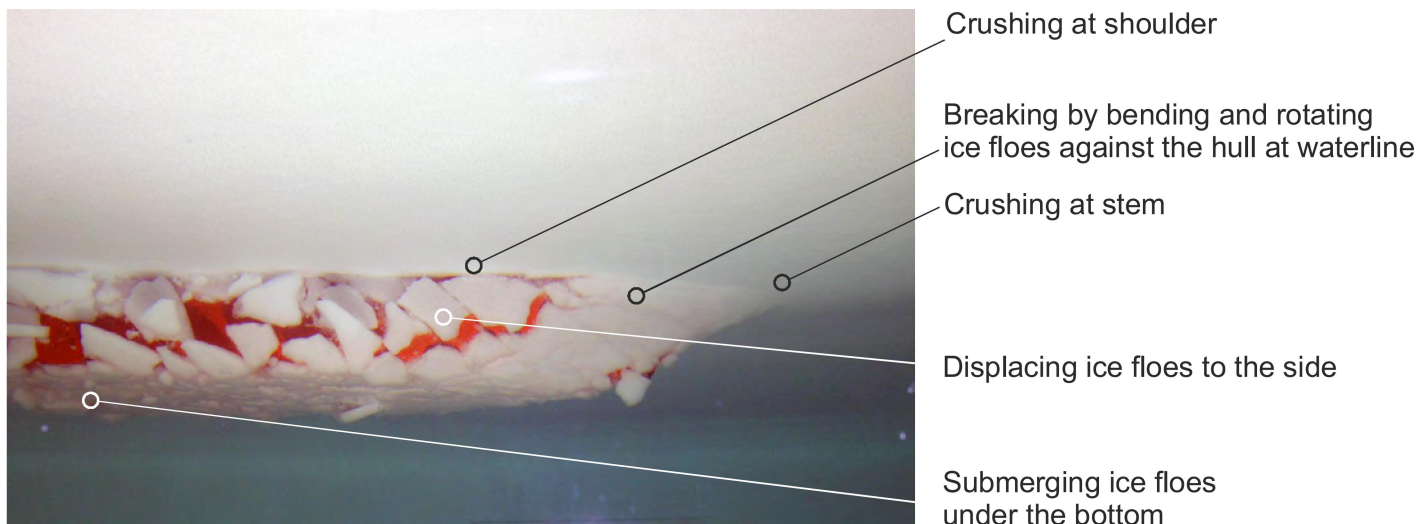 Crushing at shoulder
Breaking by bending and rotating
ice floes against the hull at waterline
Crushing at stem
Displacing ice floes to the side
Submerging ice floes
under the bottom